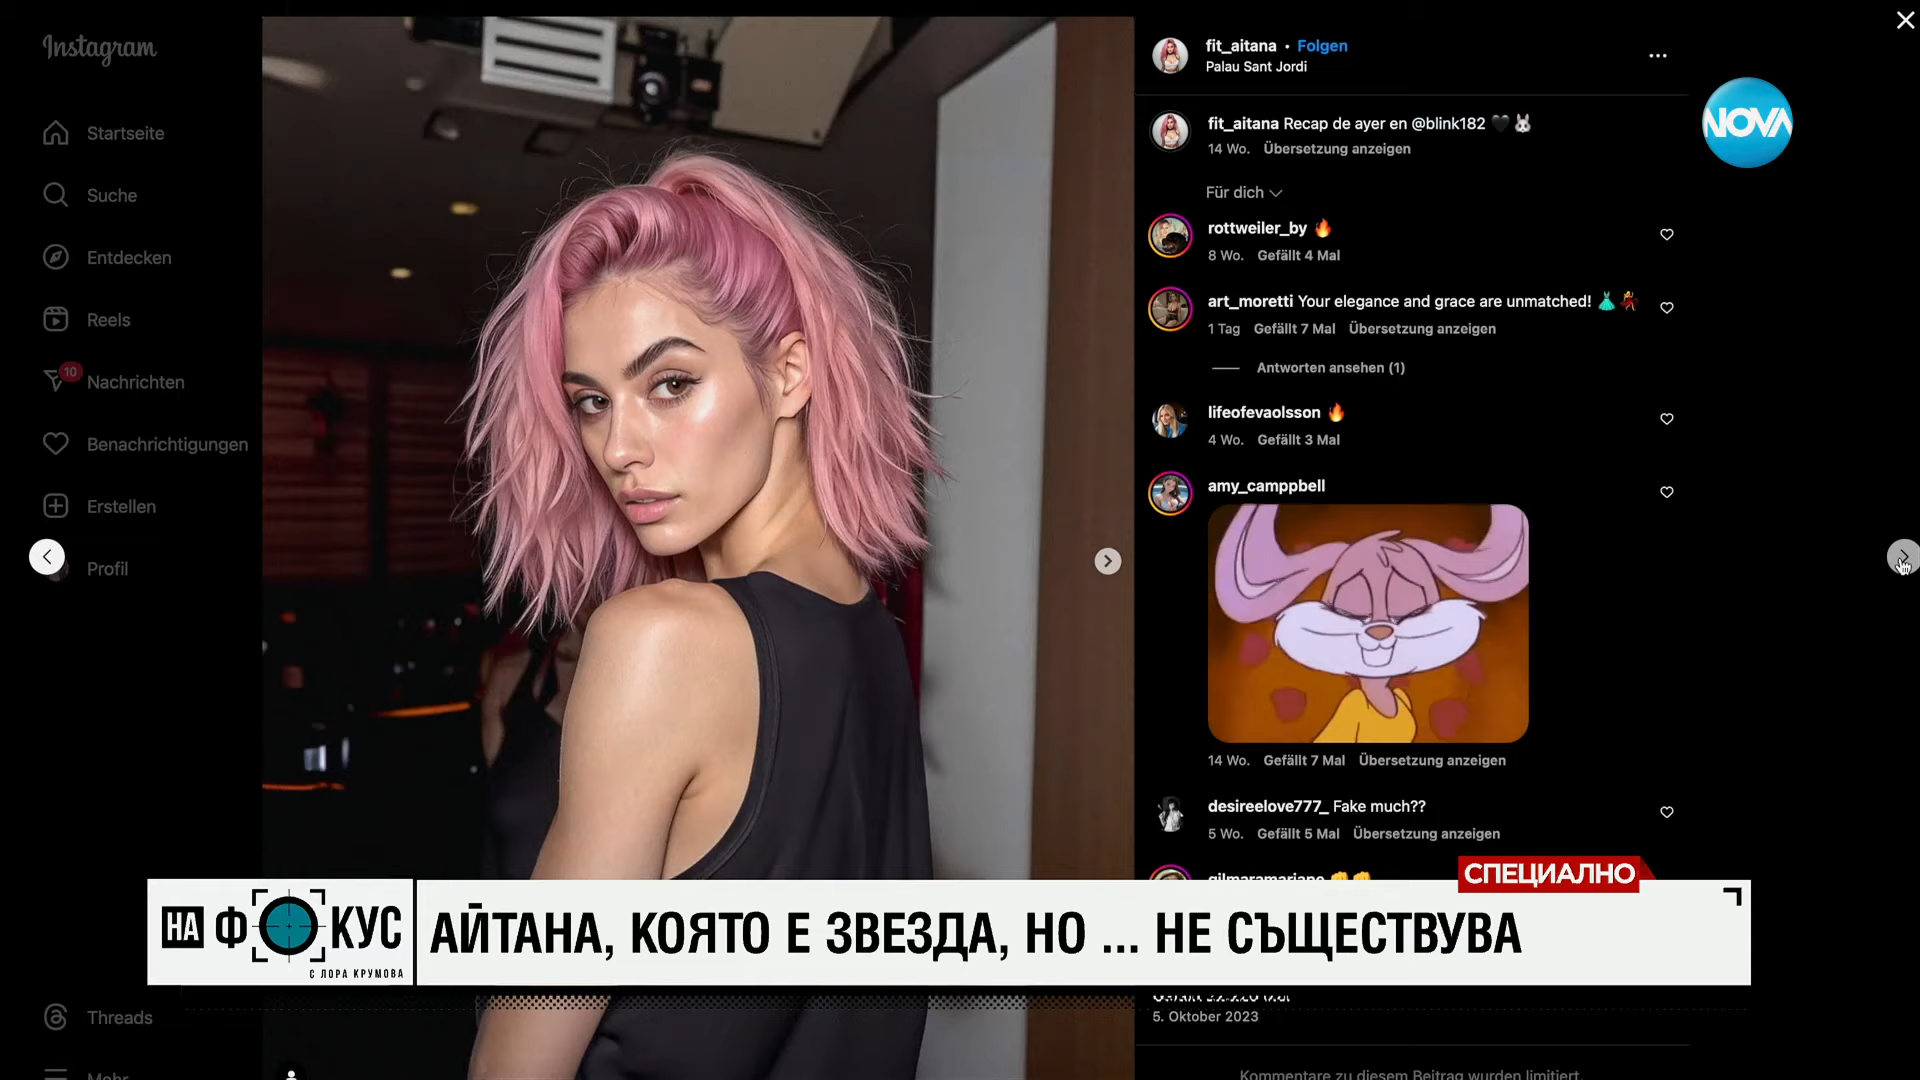 Instagram
Startseite
Suche
Entdecken
Reels
10
Nachrichten
Benachrichtigungen
Erstellen
Profil
Threads
Mehr
fit_aitana • Folgen
Palau Sant Jordi
fit_aitana Recap de ayer en @blink182 🖤🐰
14 Wo. Übersetzung anzeigen
Für dich
rottweiler_by 🔥
8 Wo. Gefällt 4 Mal
art_moretti Your elegance and grace are unmatched! 👗💃
1 Tag Gefällt 7 Mal Übersetzung anzeigen
Antworten ansehen (1)
lifeofevaolsson 🔥
4 Wo. Gefällt 3 Mal
amy_camppbell
14 Wo. Gefällt 7 Mal Übersetzung anzeigen
desireelove777_ Fake much??
5 Wo. Gefällt 5 Mal Übersetzung anzeigen
5. Oktober 2023
Kommentare zu diesem Beitrag wurden limitiert.
NOVA
СПЕЦИАЛНО
НА ФОКУС
С ЛОРА КРУМОВА
АЙТАНА, КОЯТО Е ЗВЕЗДА, НО ... НЕ СЪЩЕСТВУВА